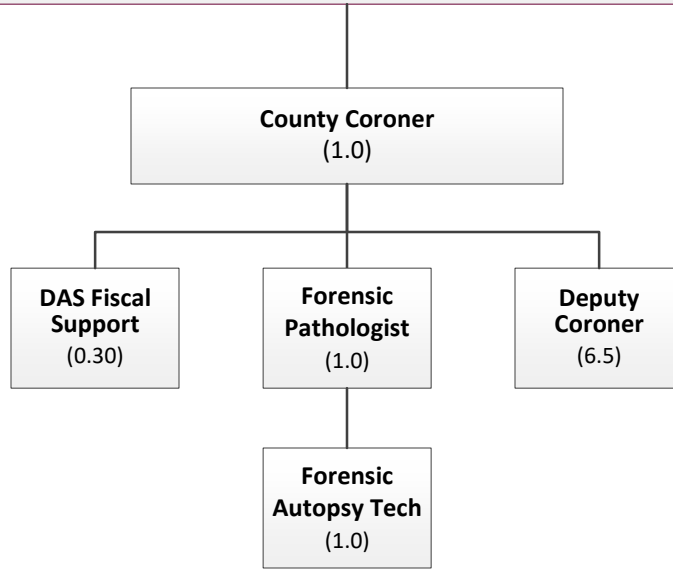 County Coroner
(1.0)
DAS Fiscal
Support
(0.30)
Forensic
Pathologist
(1.0)
Deputy
Coroner
(6.5)
Forensic
Autopsy Tech
(1.0)